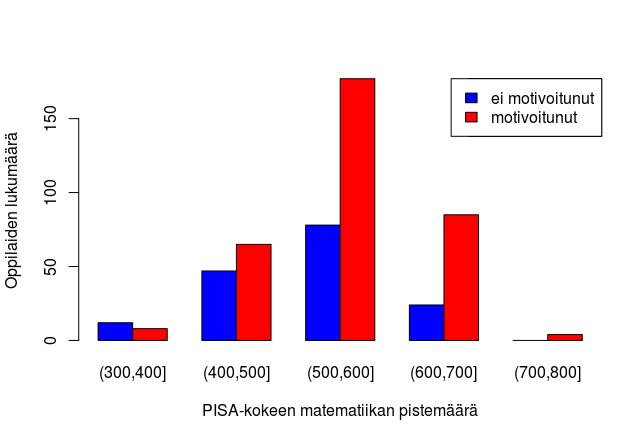 ei motivoitunut
motivoitunut
Oppilaiden lukumäärä
150
100
50
0
(300,400] (400,500] (500,600] (600,700] (700,800]
PISA-kokeen matematiikan pistemäärä